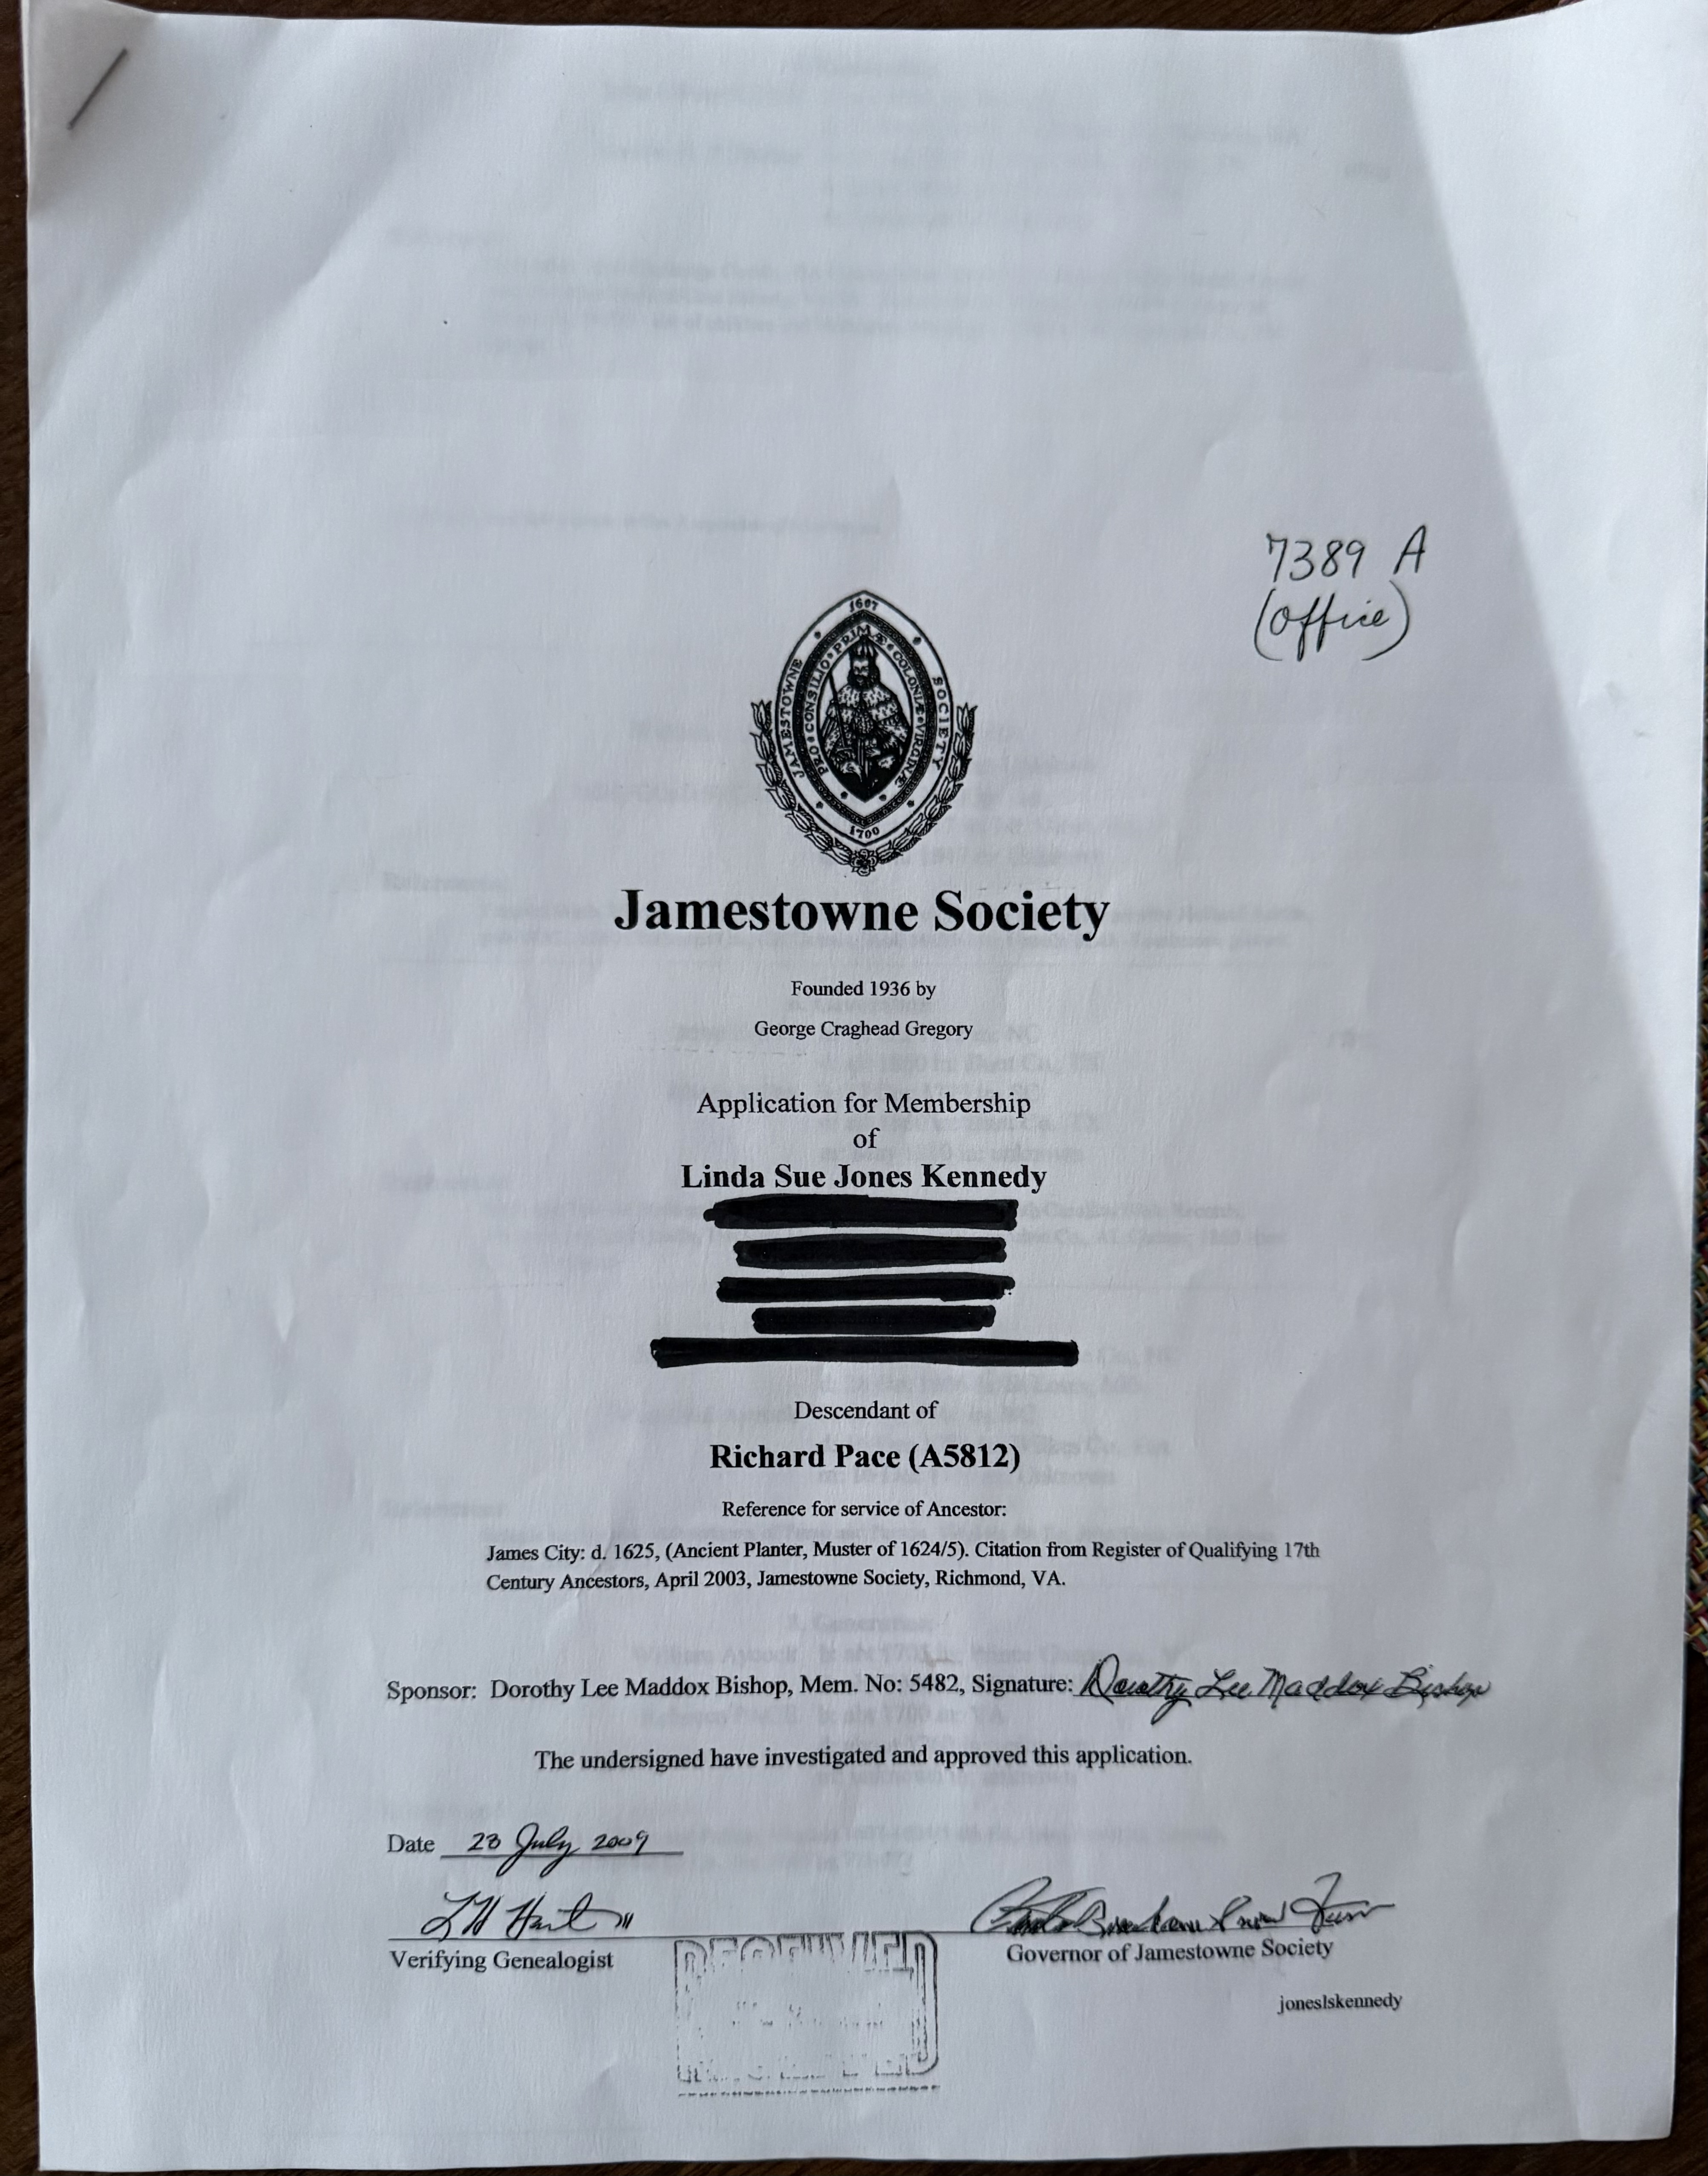 7389 A
(office)
1607
JAMESTOWNE SOCIETY
PRO • CONSILIO • PRIMÆ • COLONIÆ • VIRGINIÆ
1700
Jamestowne Society
Founded 1936 by
George Craghead Gregory
Application for Membership
of
Linda Sue Jones Kennedy
Descendant of
Richard Pace (A5812)
Reference for service of Ancestor:
James City: d. 1625, (Ancient Planter, Muster of 1624/5). Citation from Register of Qualifying 17th
Century Ancestors, April 2003, Jamestowne Society, Richmond, VA.
Sponsor: Dorothy Lee Maddox Bishop, Mem. No: 5482, Signature: Dorothy Lee Maddox Bishop
The undersigned have investigated and approved this application.
Date 28 July 2009
Verifying Genealogist
Governor of Jamestowne Society
RECEIVED
joneslskennedy